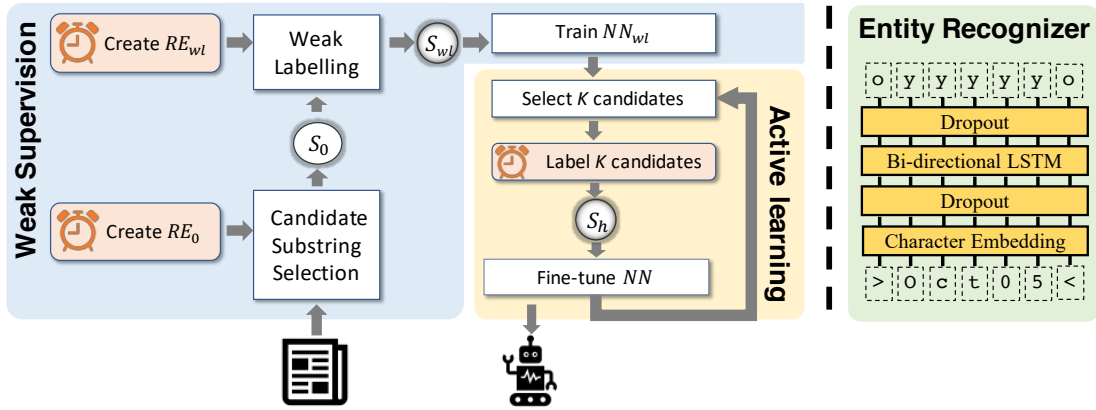 Weak Supervision
Create RE_wl
Weak
Labelling
S_wl
Train NN_wl
S_0
Create RE_0
Candidate
Substring
Selection
Active learning
Select K candidates
Label K candidates
S_h
Fine-tune NN
Entity Recognizer
o y y y y y o
Dropout
Bi-directional LSTM
Dropout
Character Embedding
> O c t 0 5 <